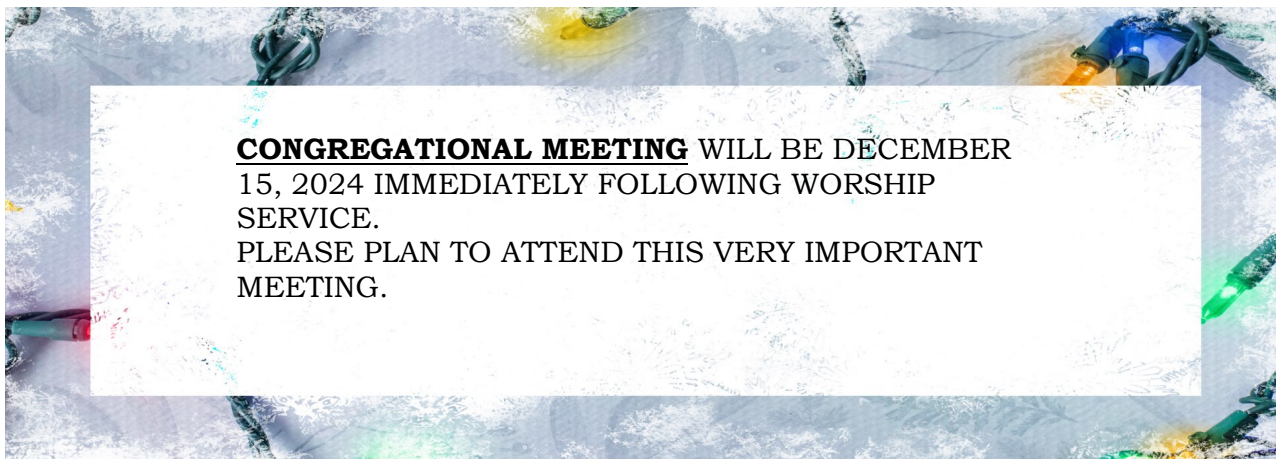 CONGREGATIONAL MEETING WILL BE DECEMBER
15, 2024 IMMEDIATELY FOLLOWING WORSHIP
SERVICE.
PLEASE PLAN TO ATTEND THIS VERY IMPORTANT
MEETING.